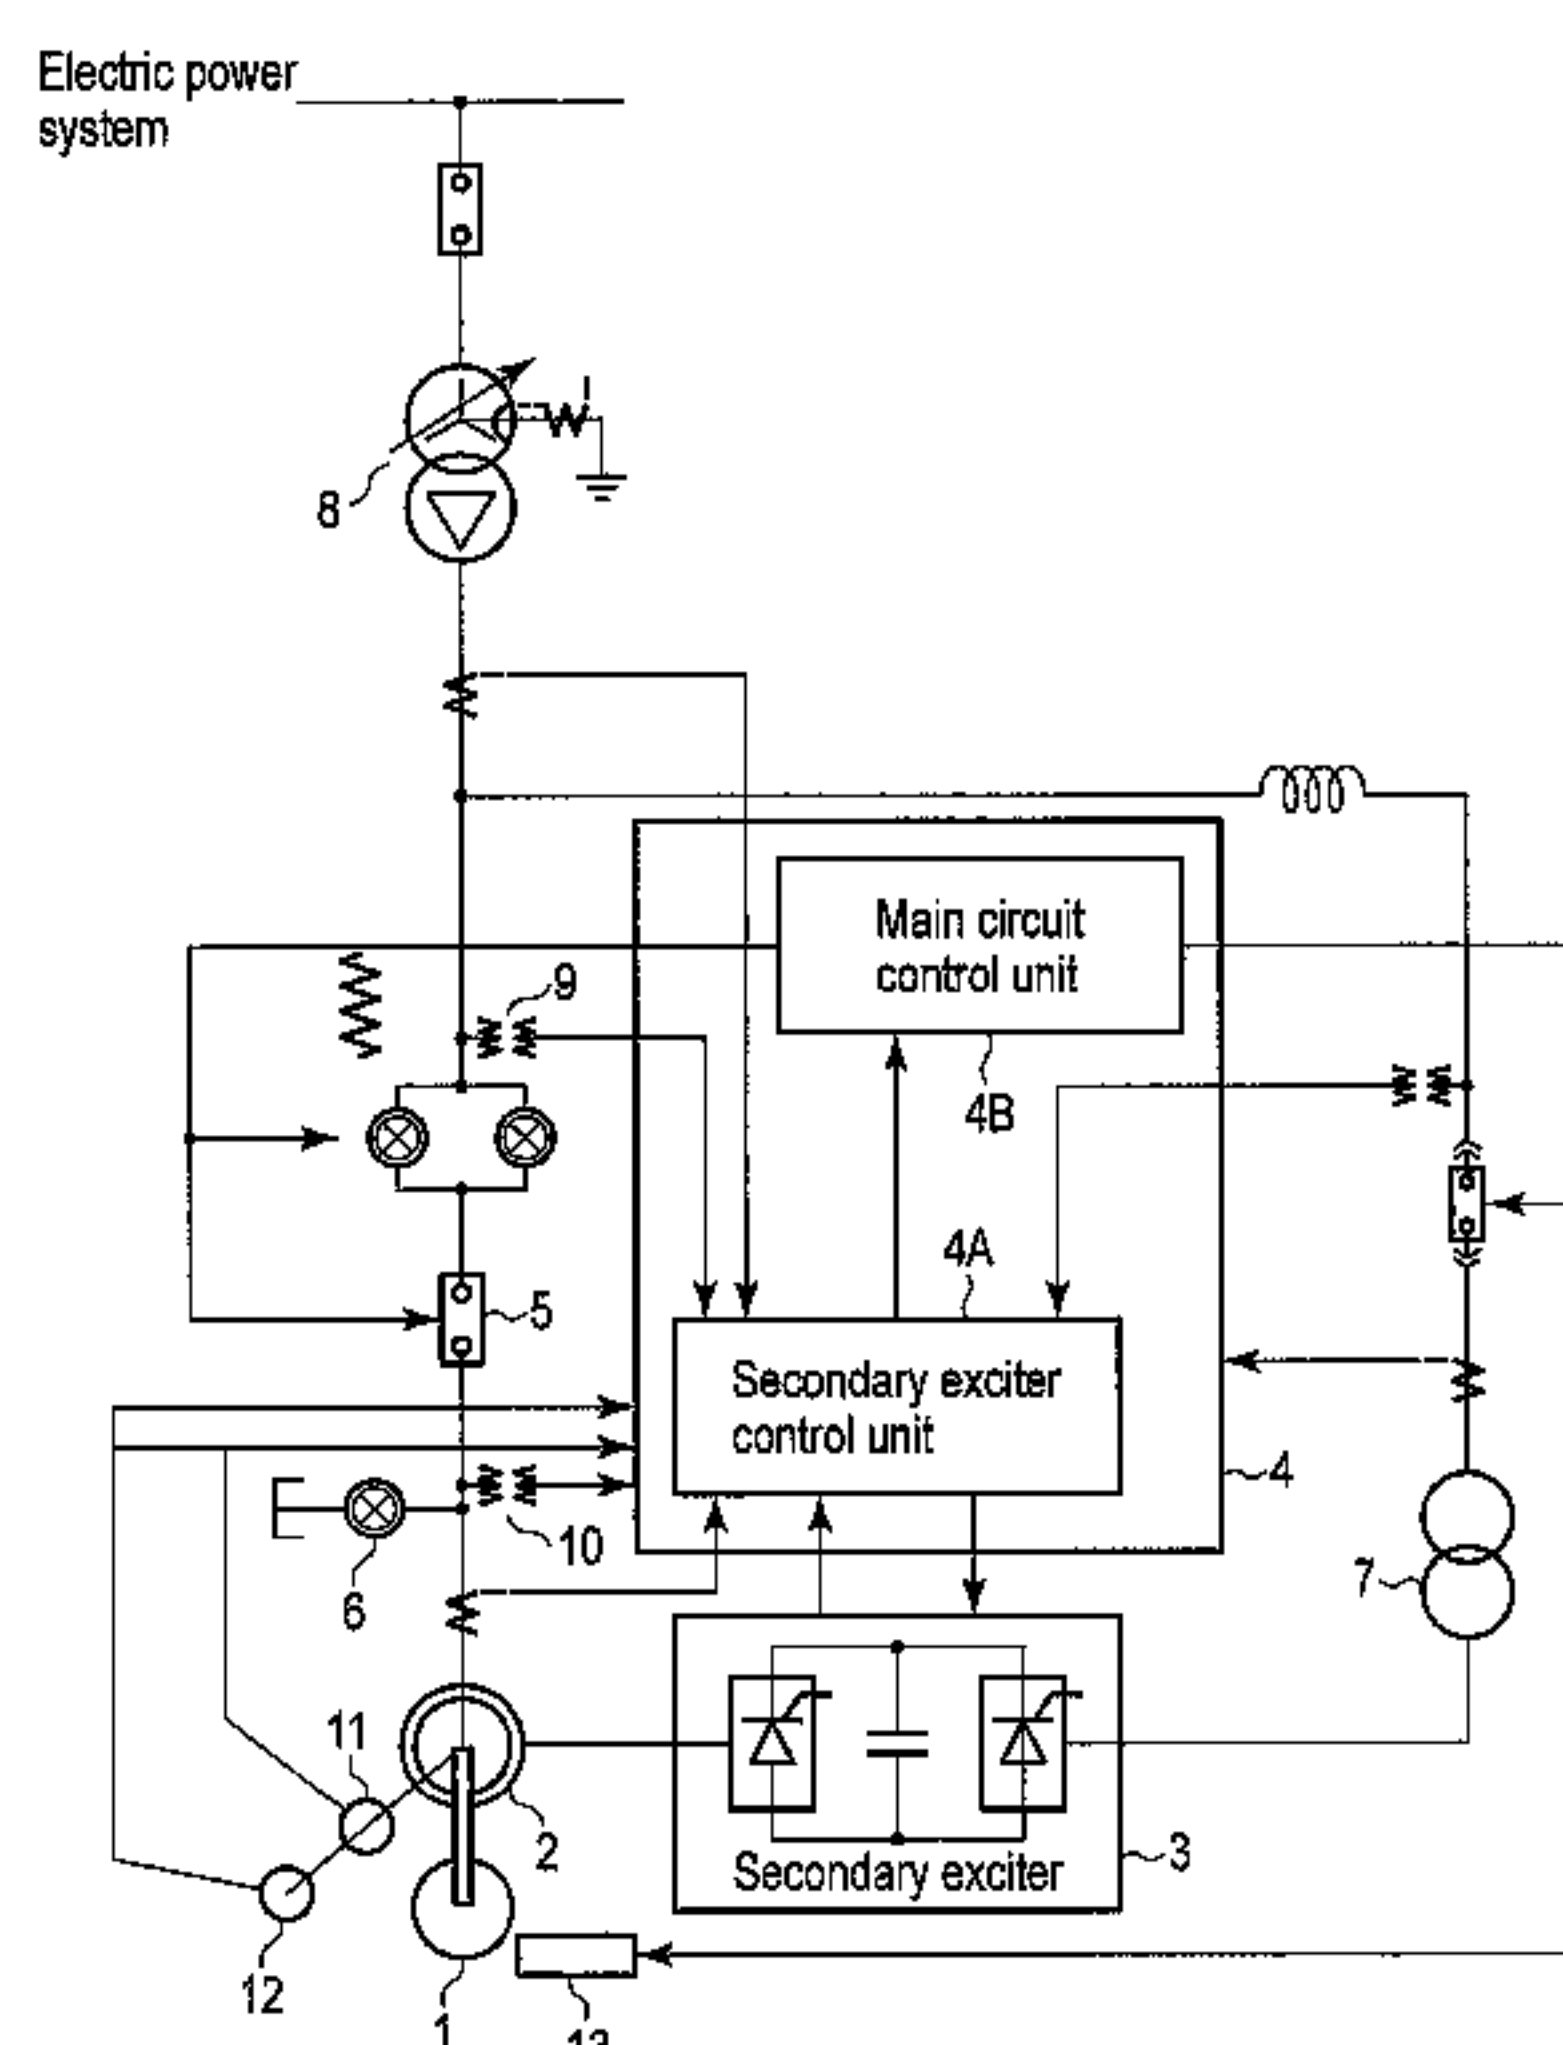 Electric power
system
8
Main circuit
control unit
9
4B
4A
5
Secondary exciter
control unit
4
10
6
7
11
2
3
Secondary exciter
12
1
13